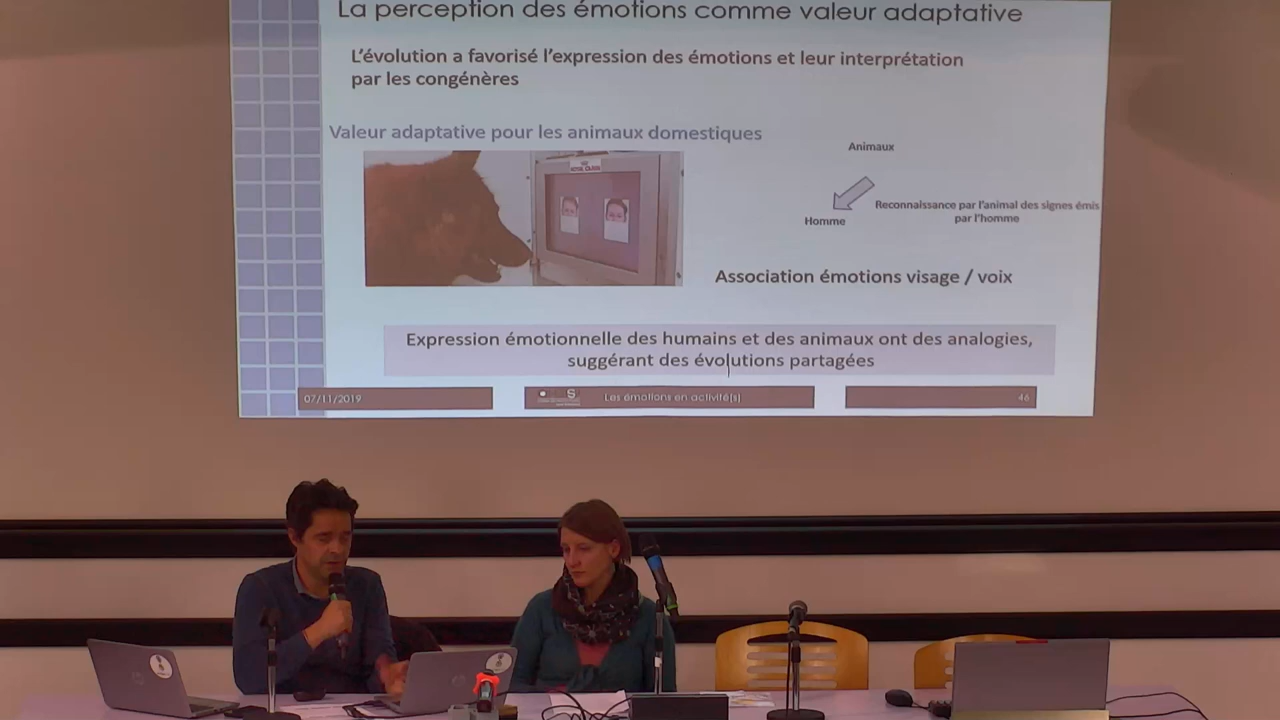 La perception des émotions comme valeur adaptative
L'évolution a favorisé l'expression des émotions et leur interprétation
par les congénères
Valeur adaptative pour les animaux domestiques
Animaux
Reconnaissance par l'animal des signes émis
par l'homme
Homme
Association émotions visage / voix
Expression émotionnelle des humains et des animaux ont des analogies,
suggérant des évolutions partagées
07/11/2019
Les émotions en activité(s)
46